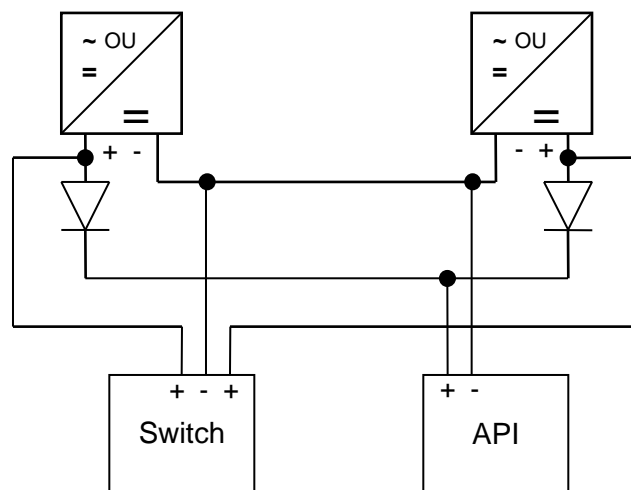 ~ OU
=
=
~ OU
=
=
+ -
- +
+ - +
+ -
Switch
API